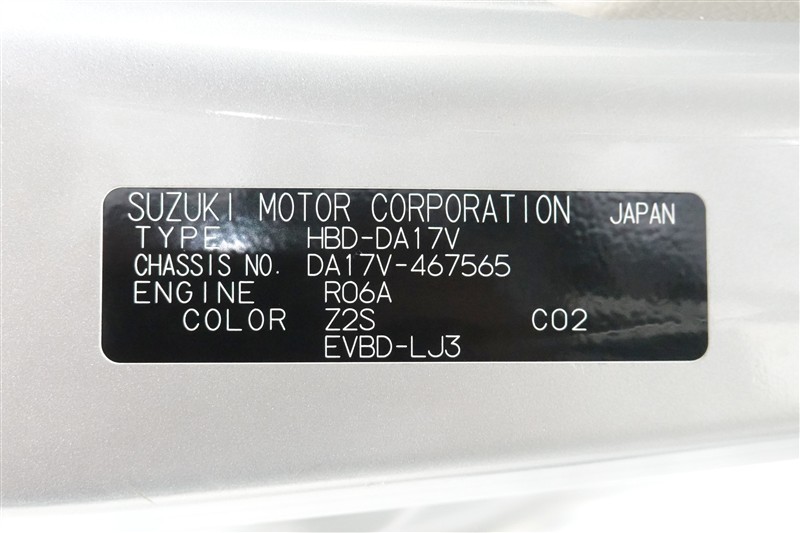 SUZUKI MOTOR CORPORATION JAPAN
TYPE HBD-DA17V
CHASSIS NO. DA17V-467565
ENGINE R06A
COLOR Z2S C02
EVBD-LJ3